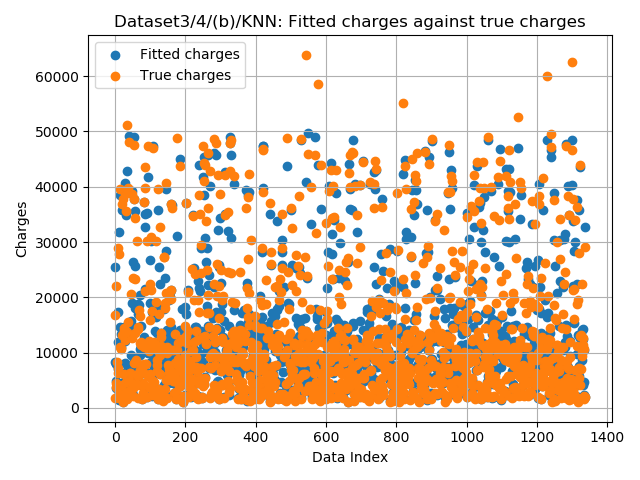 Dataset3/4/(b)/KNN: Fitted charges against true charges
Fitted charges
True charges
60000
50000
40000
30000
20000
10000
0
Charges
0 200 400 600 800 1000 1200 1400
Data Index